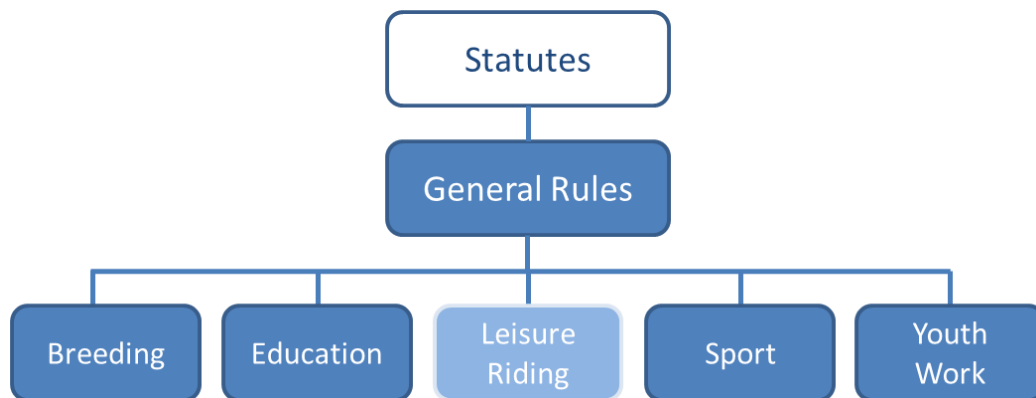 Statutes
General Rules
Breeding
Education
Leisure
Riding
Sport
Youth
Work